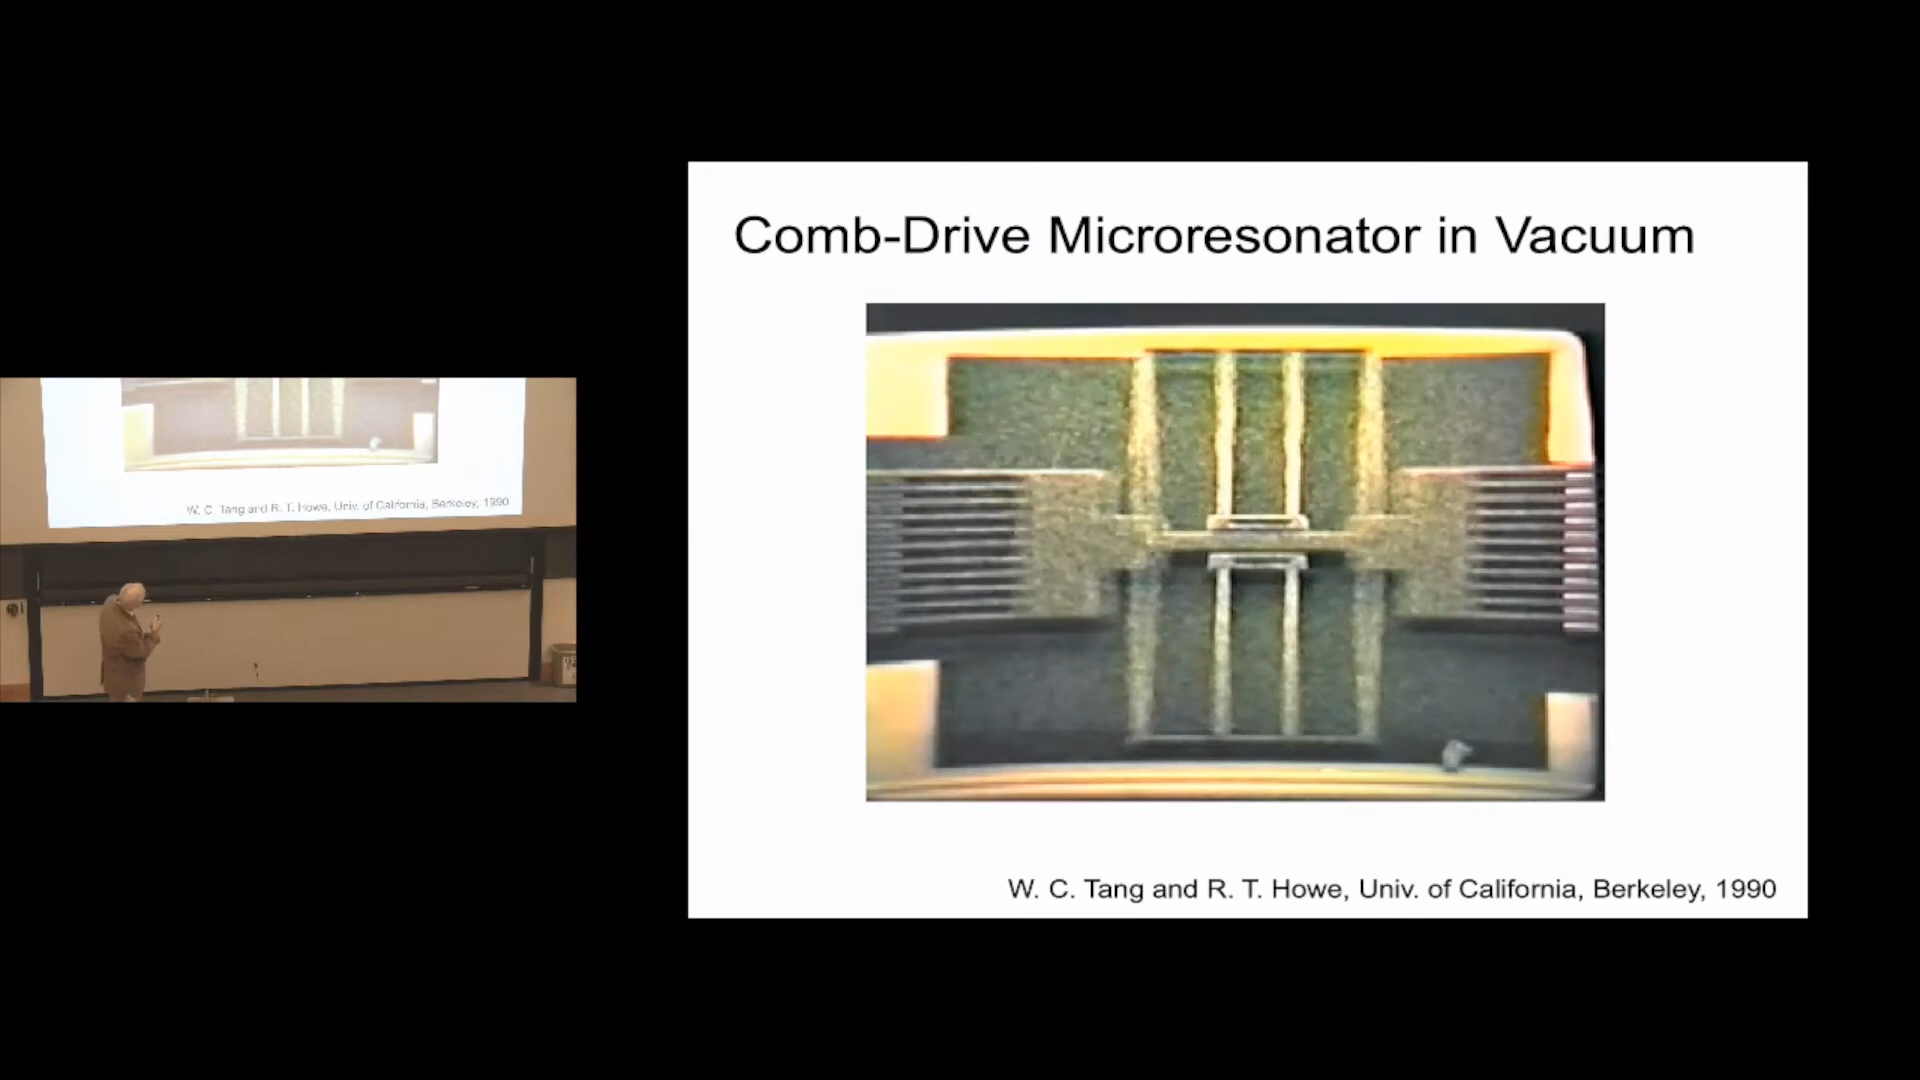 Comb-Drive Microresonator in Vacuum
W. C. Tang and R. T. Howe, Univ. of California, Berkeley, 1990
W. C. Tang and R. T. Howe, Univ. of California, Berkeley, 1990